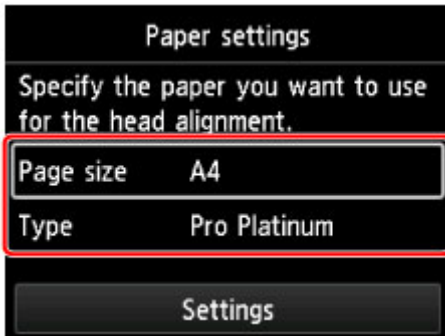 Paper settings
Specify the paper you want to use
for the head alignment.
Page size A4
Type Pro Platinum
Settings